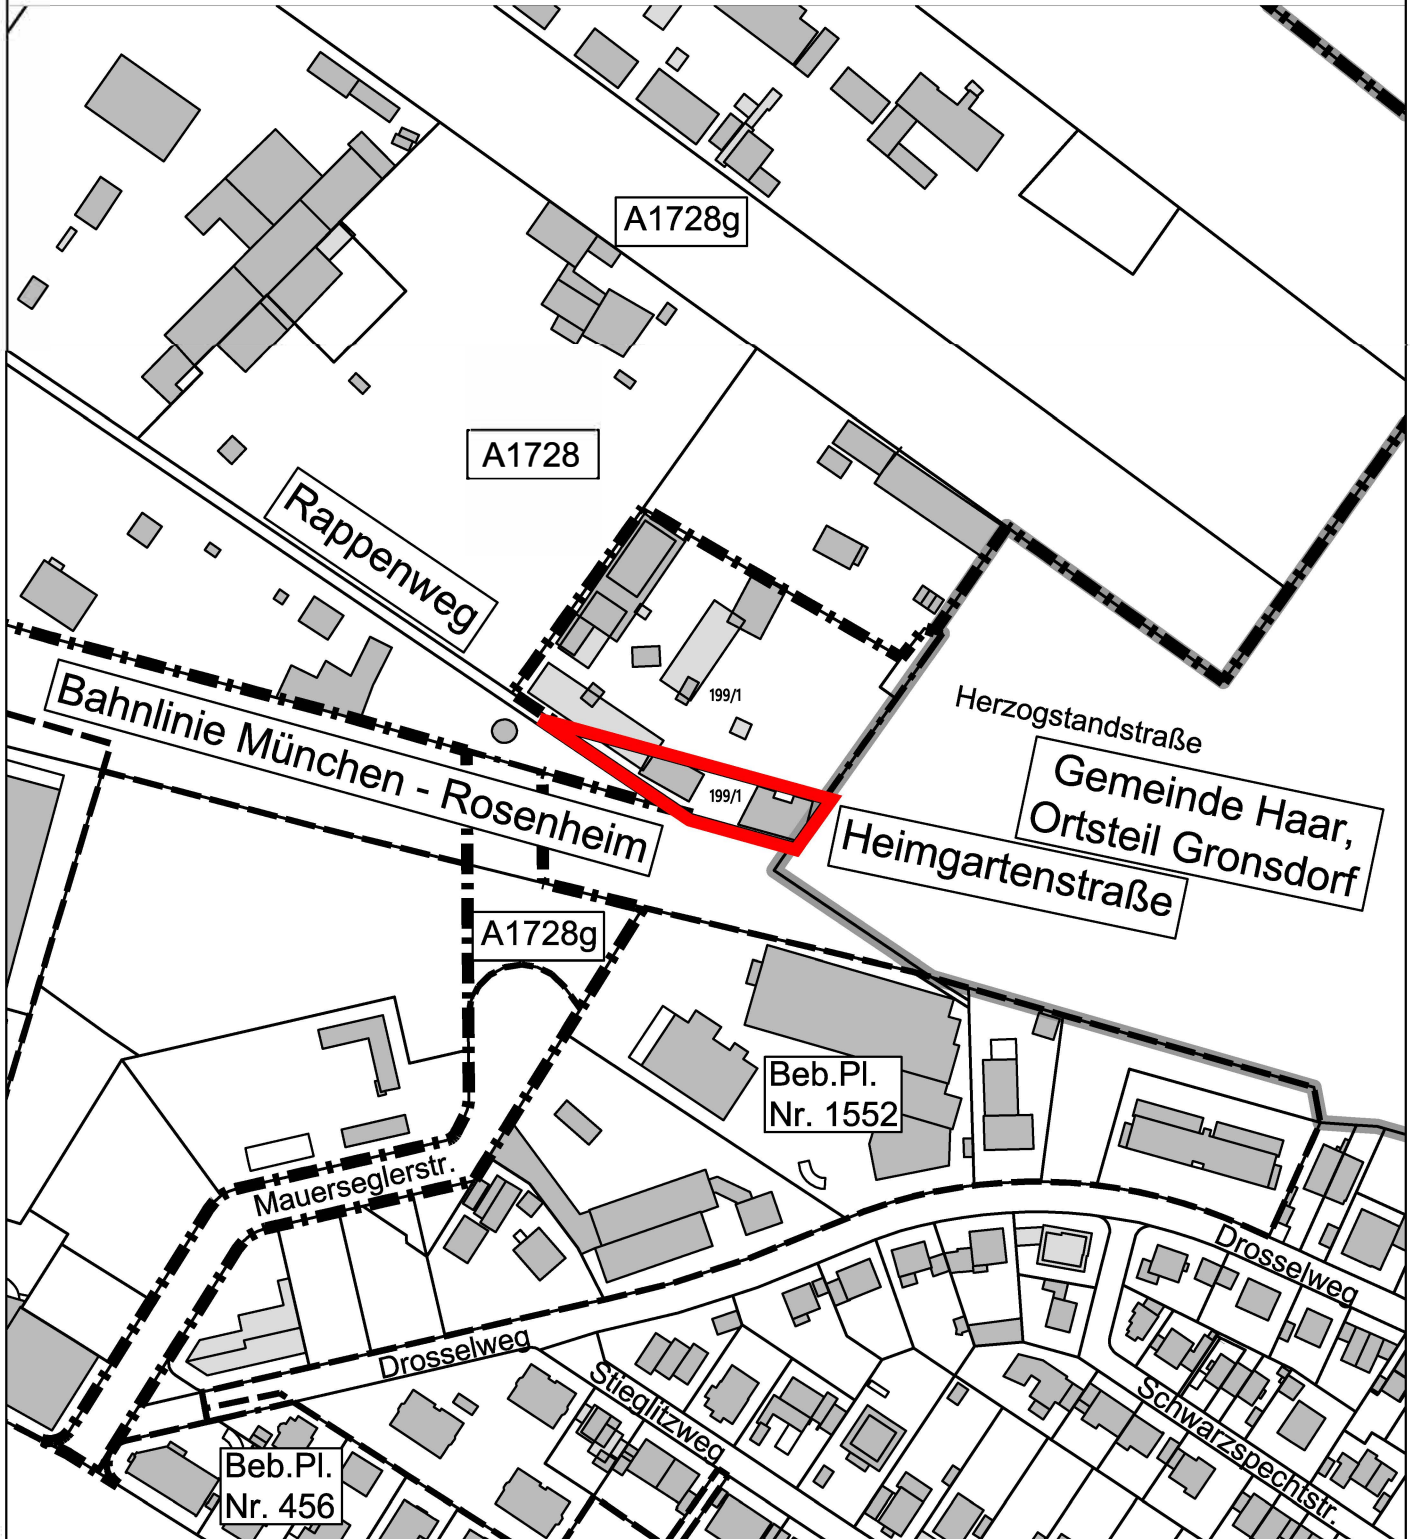 A1728g
A1728
Rappenweg
199/1
Herzogstandstraße
Bahnlinie München - Rosenheim
199/1
Gemeinde Haar,
Ortsteil Gronsdorf
Heimgartenstraße
A1728g
Beb.Pl.
Nr. 1552
Mauerseglerstr.
Drosselweg
Drosselweg
Stieglitzweg
Schwarzspechtstr.
Beb.Pl.
Nr. 456